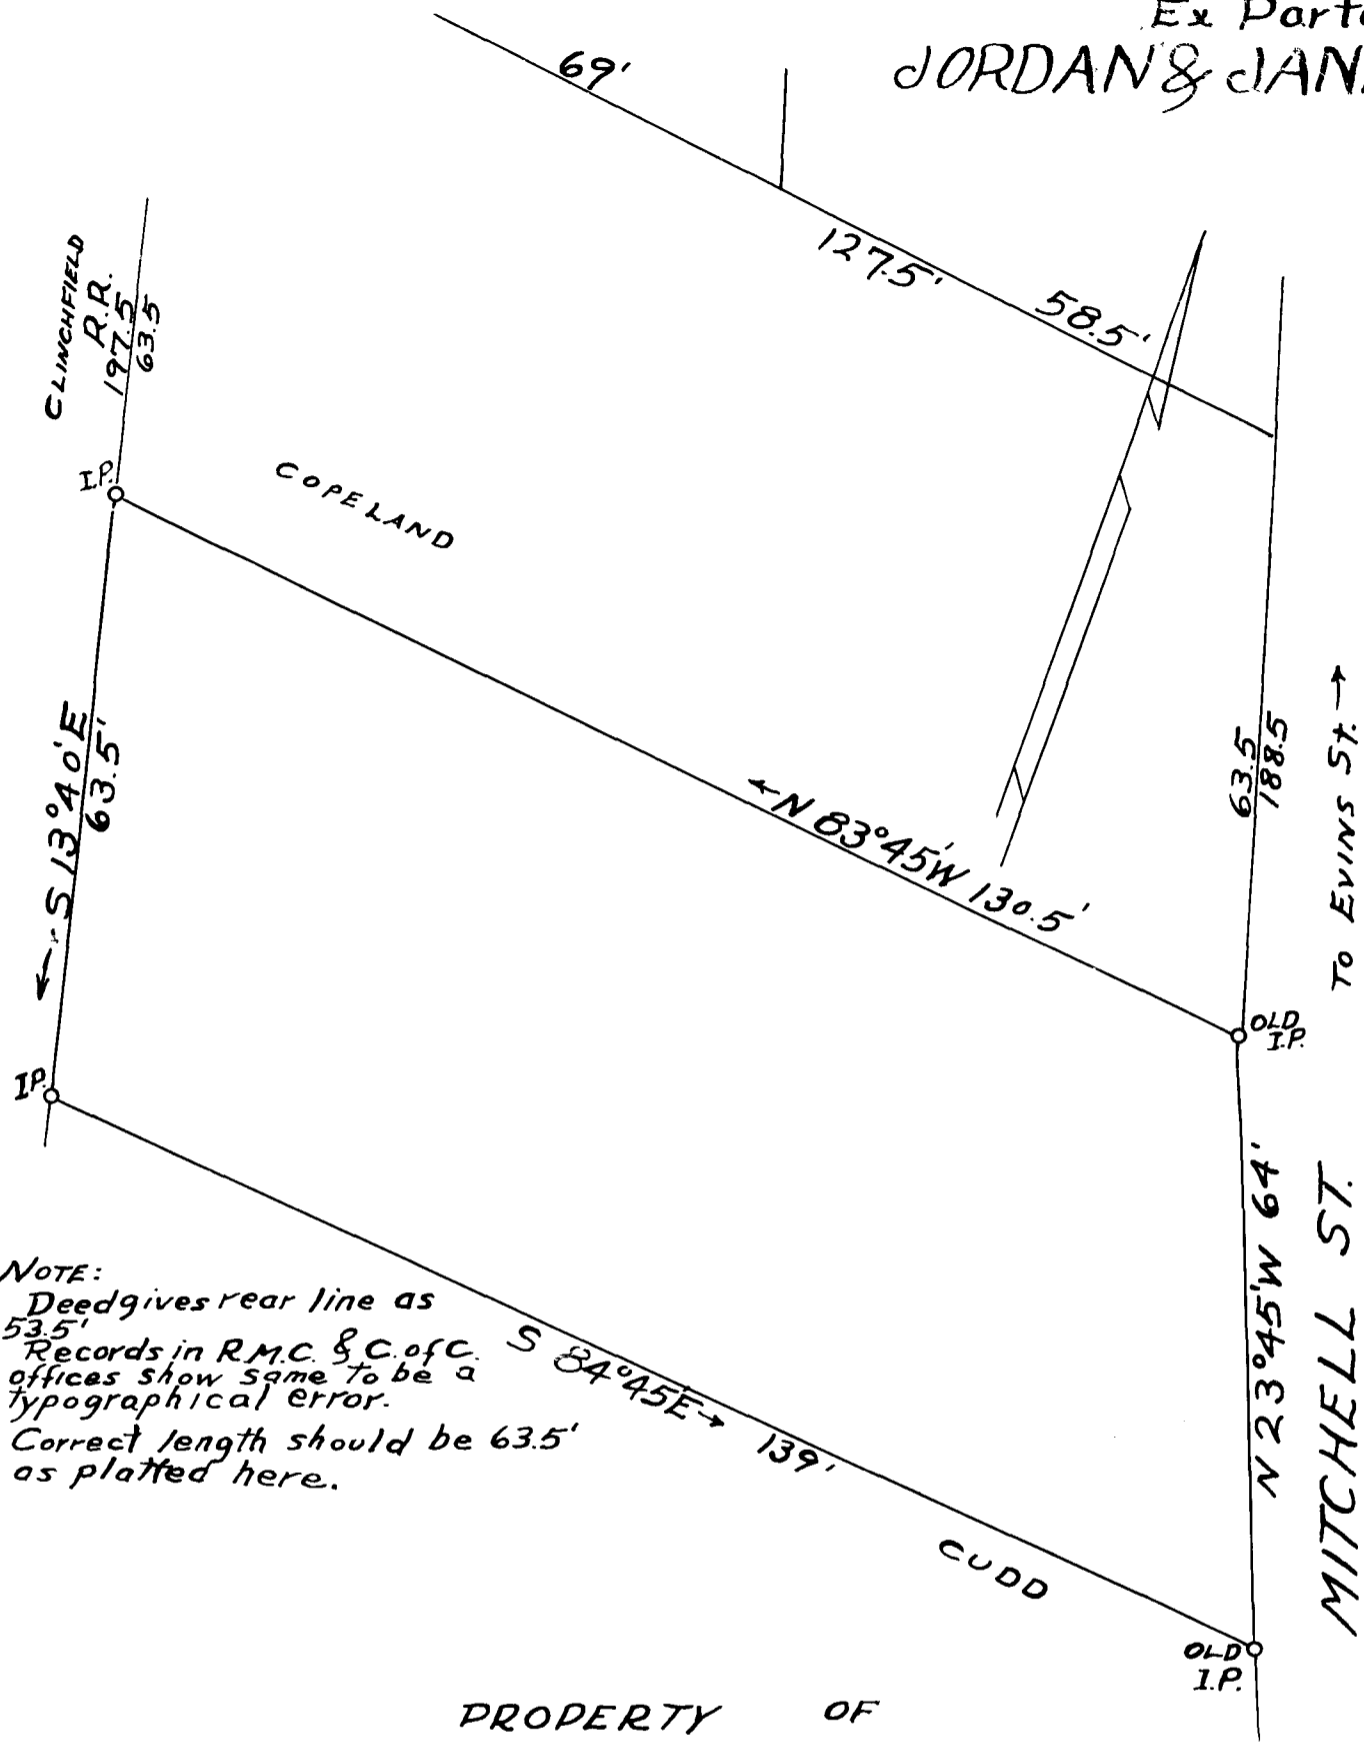 Ex Part
JORDAN & JAN
69'
127.5'
58.5'
CLINCHFIELD
R.R.
197.5
63.5
I.P.
COPELAND
S 13°40'E
63.5'
N 83°45'W 130.5'
63.5
188.5
TO EVINS ST.
OLD
I.P.
I.P.
N 23°45'W 64'
MITCHELL ST.
NOTE:
Deed gives rear line as
53.5'
Records in R.M.C. & C. of C.
offices show same to be a
typographical error.
Correct length should be 63.5'
as platted here.
S 84°45'E
139'
CUDD
OLD
I.P.
PROPERTY OF